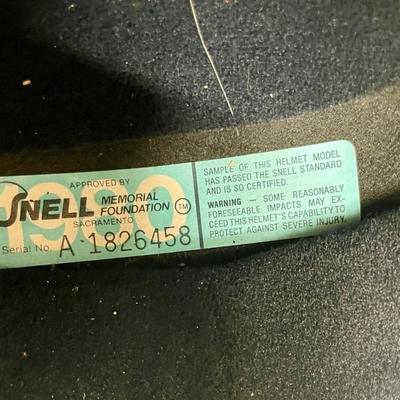 1990
APPROVED BY
SNELL MEMORIAL
FOUNDATION TM
SACRAMENTO
Serial No. A 1826458
SAMPLE OF THIS HELMET MODEL
HAS PASSED THE SNELL STANDARD
AND IS SO CERTIFIED.
WARNING – SOME REASONABLY
FORESEEABLE IMPACTS MAY EX-
CEED THIS HELMET'S CAPABILITY TO
PROTECT AGAINST SEVERE INJURY.